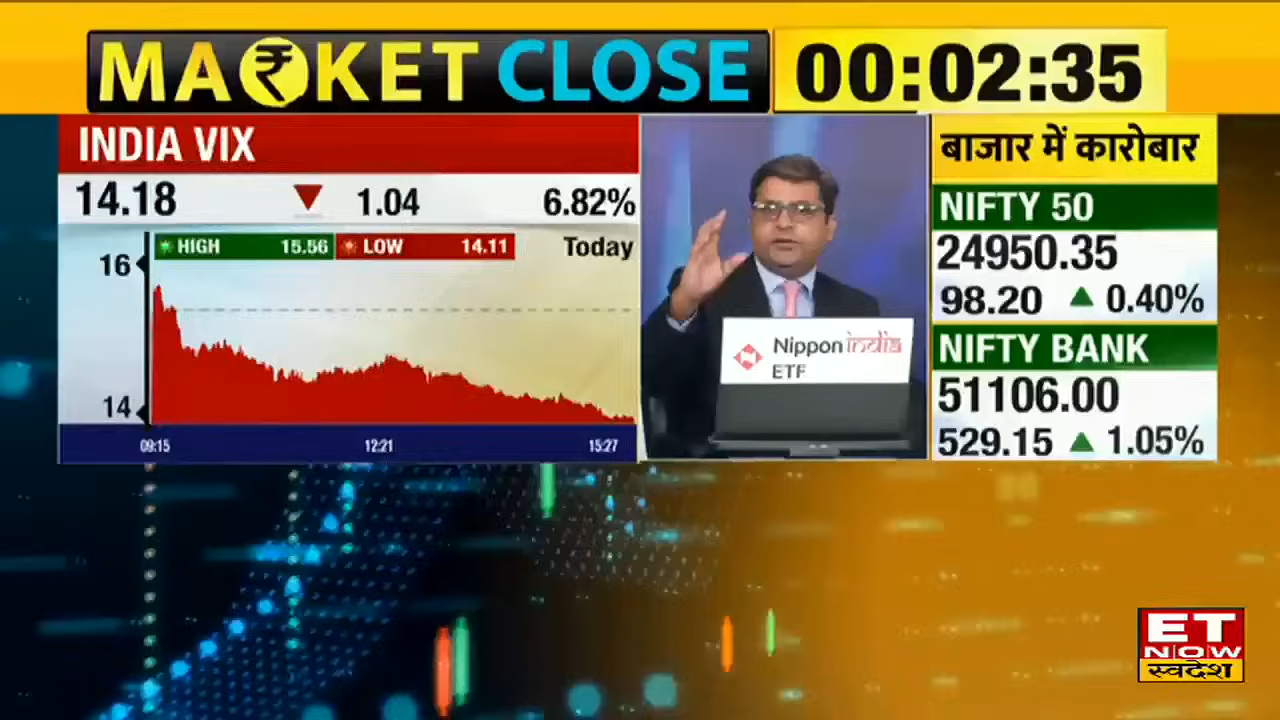 MA₹KET CLOSE
00:02:35
INDIA VIX
14.18 ▼ 1.04 6.82%
HIGH 15.56 LOW 14.11 Today
16
14
09:15 12:21 15:27
Nippon india
ETF
बाजार में कारोबार
NIFTY 50
24950.35
98.20 ▲ 0.40%
NIFTY BANK
51106.00
529.15 ▲ 1.05%
ET
NOW
स्वदेश